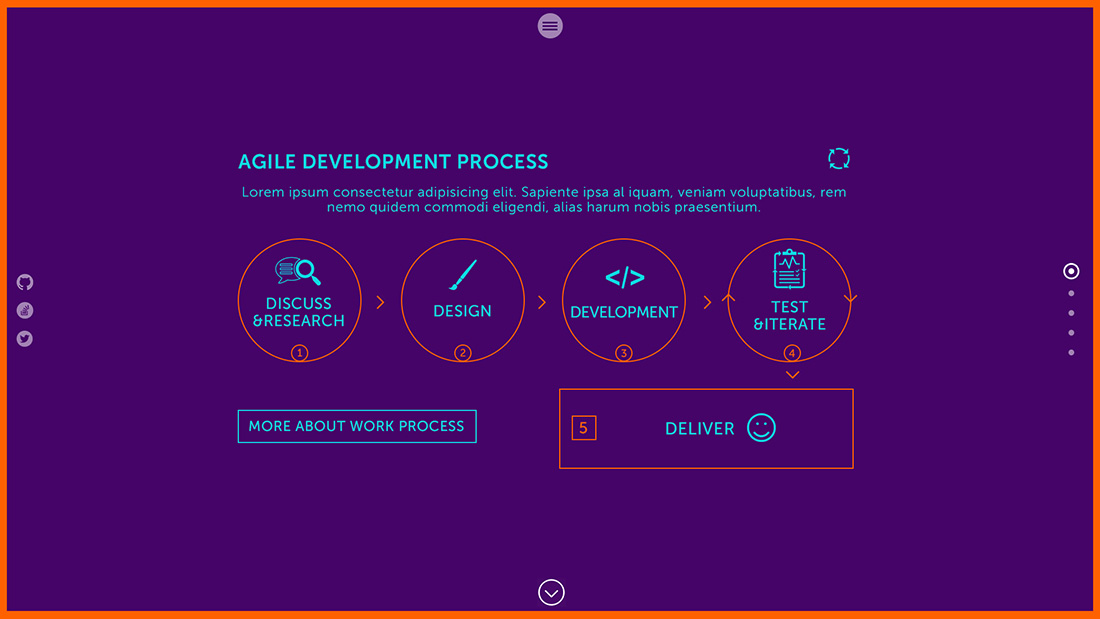 AGILE DEVELOPMENT PROCESS
Lorem ipsum consectetur adipisicing elit. Sapiente ipsa al iquam, veniam voluptatibus, rem
nemo quidem commodi eligendi, alias harum nobis praesentium.
DISCUSS
&RESEARCH
1
DESIGN
2
</>
DEVELOPMENT
3
TEST
&ITERATE
4
MORE ABOUT WORK PROCESS
5
DELIVER